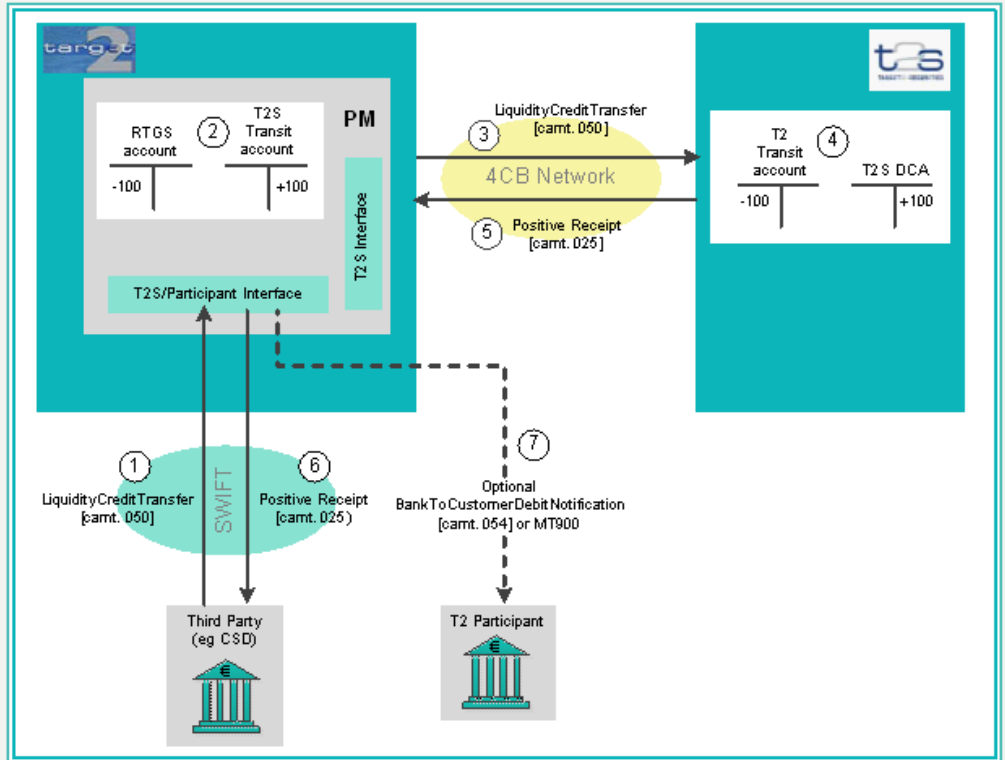 target
2
t2s
TARGET2-SECURITIES
PM
RTGS
account
2
T2S
Transit
account
-100
+100
T2S Interface
T2S/Participant Interface
LiquidityCreditTransfer
[camt. 050]
3
4CB Network
5
Positive Receipt
[camt. 025]
T2
Transit
account
4
T2S DCA
-100
+100
1
LiquidityCreditTransfer
[camt. 050]
SWIFT
6
Positive Receipt
(camt. 025)
7
Optional
BankToCustomerDebitNotification
[camt. 054] or MT900
Third Party
(eg CSD)
€
T2 Participant
€